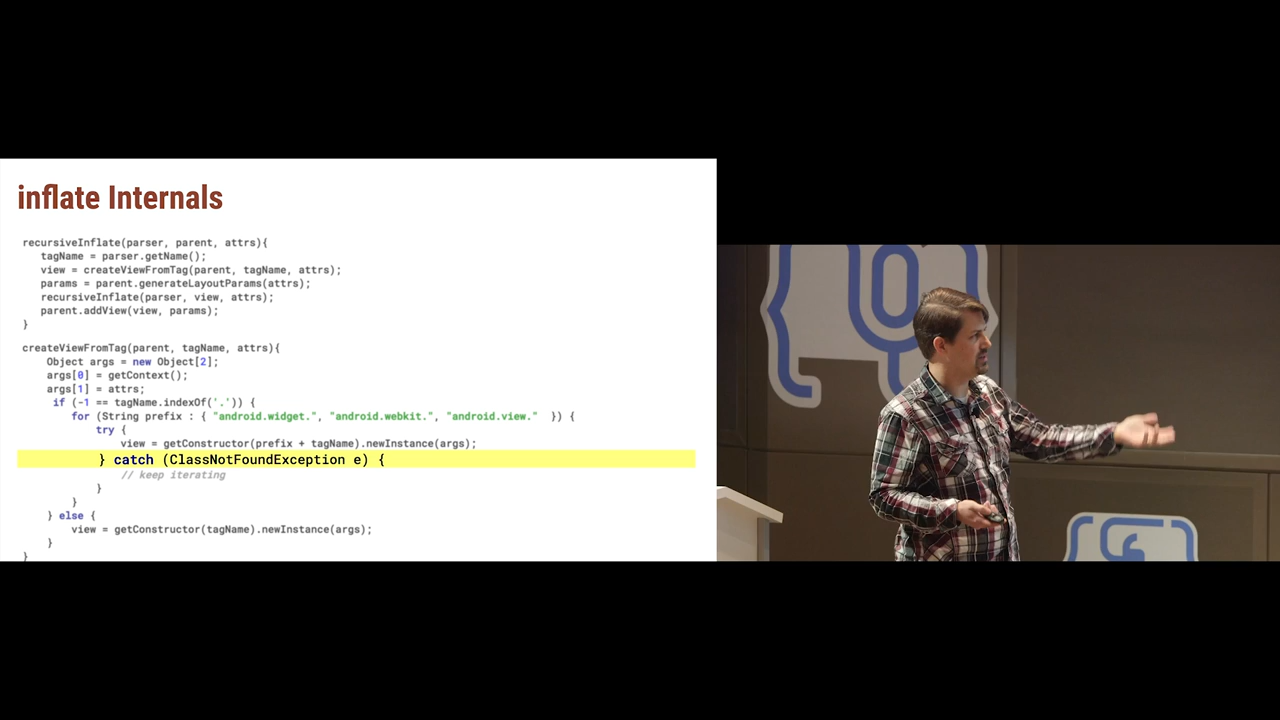 inflate Internals
recursiveInflate(parser, parent, attrs){
tagName = parser.getName();
view = createViewFromTag(parent, tagName, attrs);
params = parent.generateLayoutParams(attrs);
recursiveInflate(parser, view, attrs);
parent.addView(view, params);
}
createViewFromTag(parent, tagName, attrs){
Object args = new Object[2];
args[0] = getContext();
args[1] = attrs;
if (-1 == tagName.indexOf('.')) {
for (String prefix : { "android.widget.", "android.webkit.", "android.view."  }) {
try {
view = getConstructor(prefix + tagName).newInstance(args);
} catch (ClassNotFoundException e) {
// keep iterating
}
}
} else {
view = getConstructor(tagName).newInstance(args);
}
}